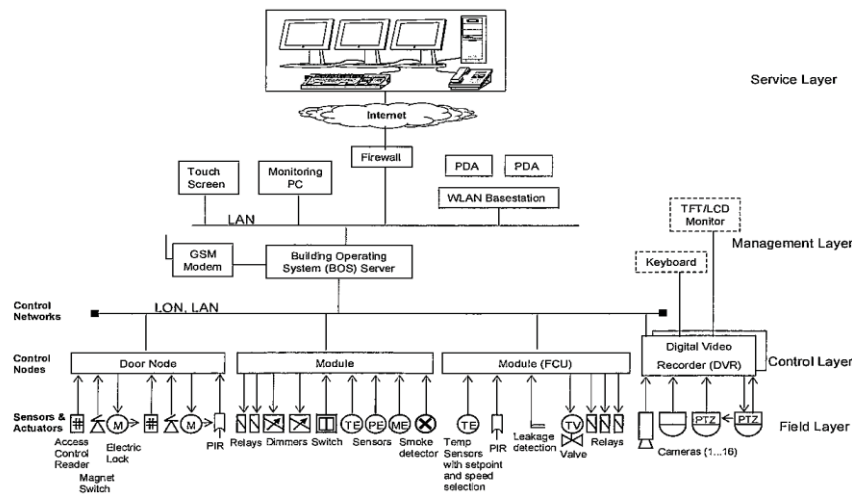 Service Layer
Internet
Firewall
Touch
Screen
Monitoring
PC
PDA
PDA
WLAN Basestation
LAN
TFT/LCD
Monitor
Management Layer
GSM
Modem
Building Operating
System (BOS) Server
Keyboard
Control
Networks
LON, LAN
Control
Nodes
Door Node
Module
Module (FCU)
Digital Video
Recorder (DVR)
Control Layer
Sensors &
Actuators
M
M
TE
PE
ME
TE
TV
PTZ
PTZ
Field Layer
Access
Control
Reader
Magnet
Switch
Electric
Lock
PIR
Relays
Dimmers
Switch
Sensors
Smoke
detector
Temp
Sensors
with setpoint
and speed
selection
PIR
Leakage
detection
Valve
Relays
Cameras (1...16)